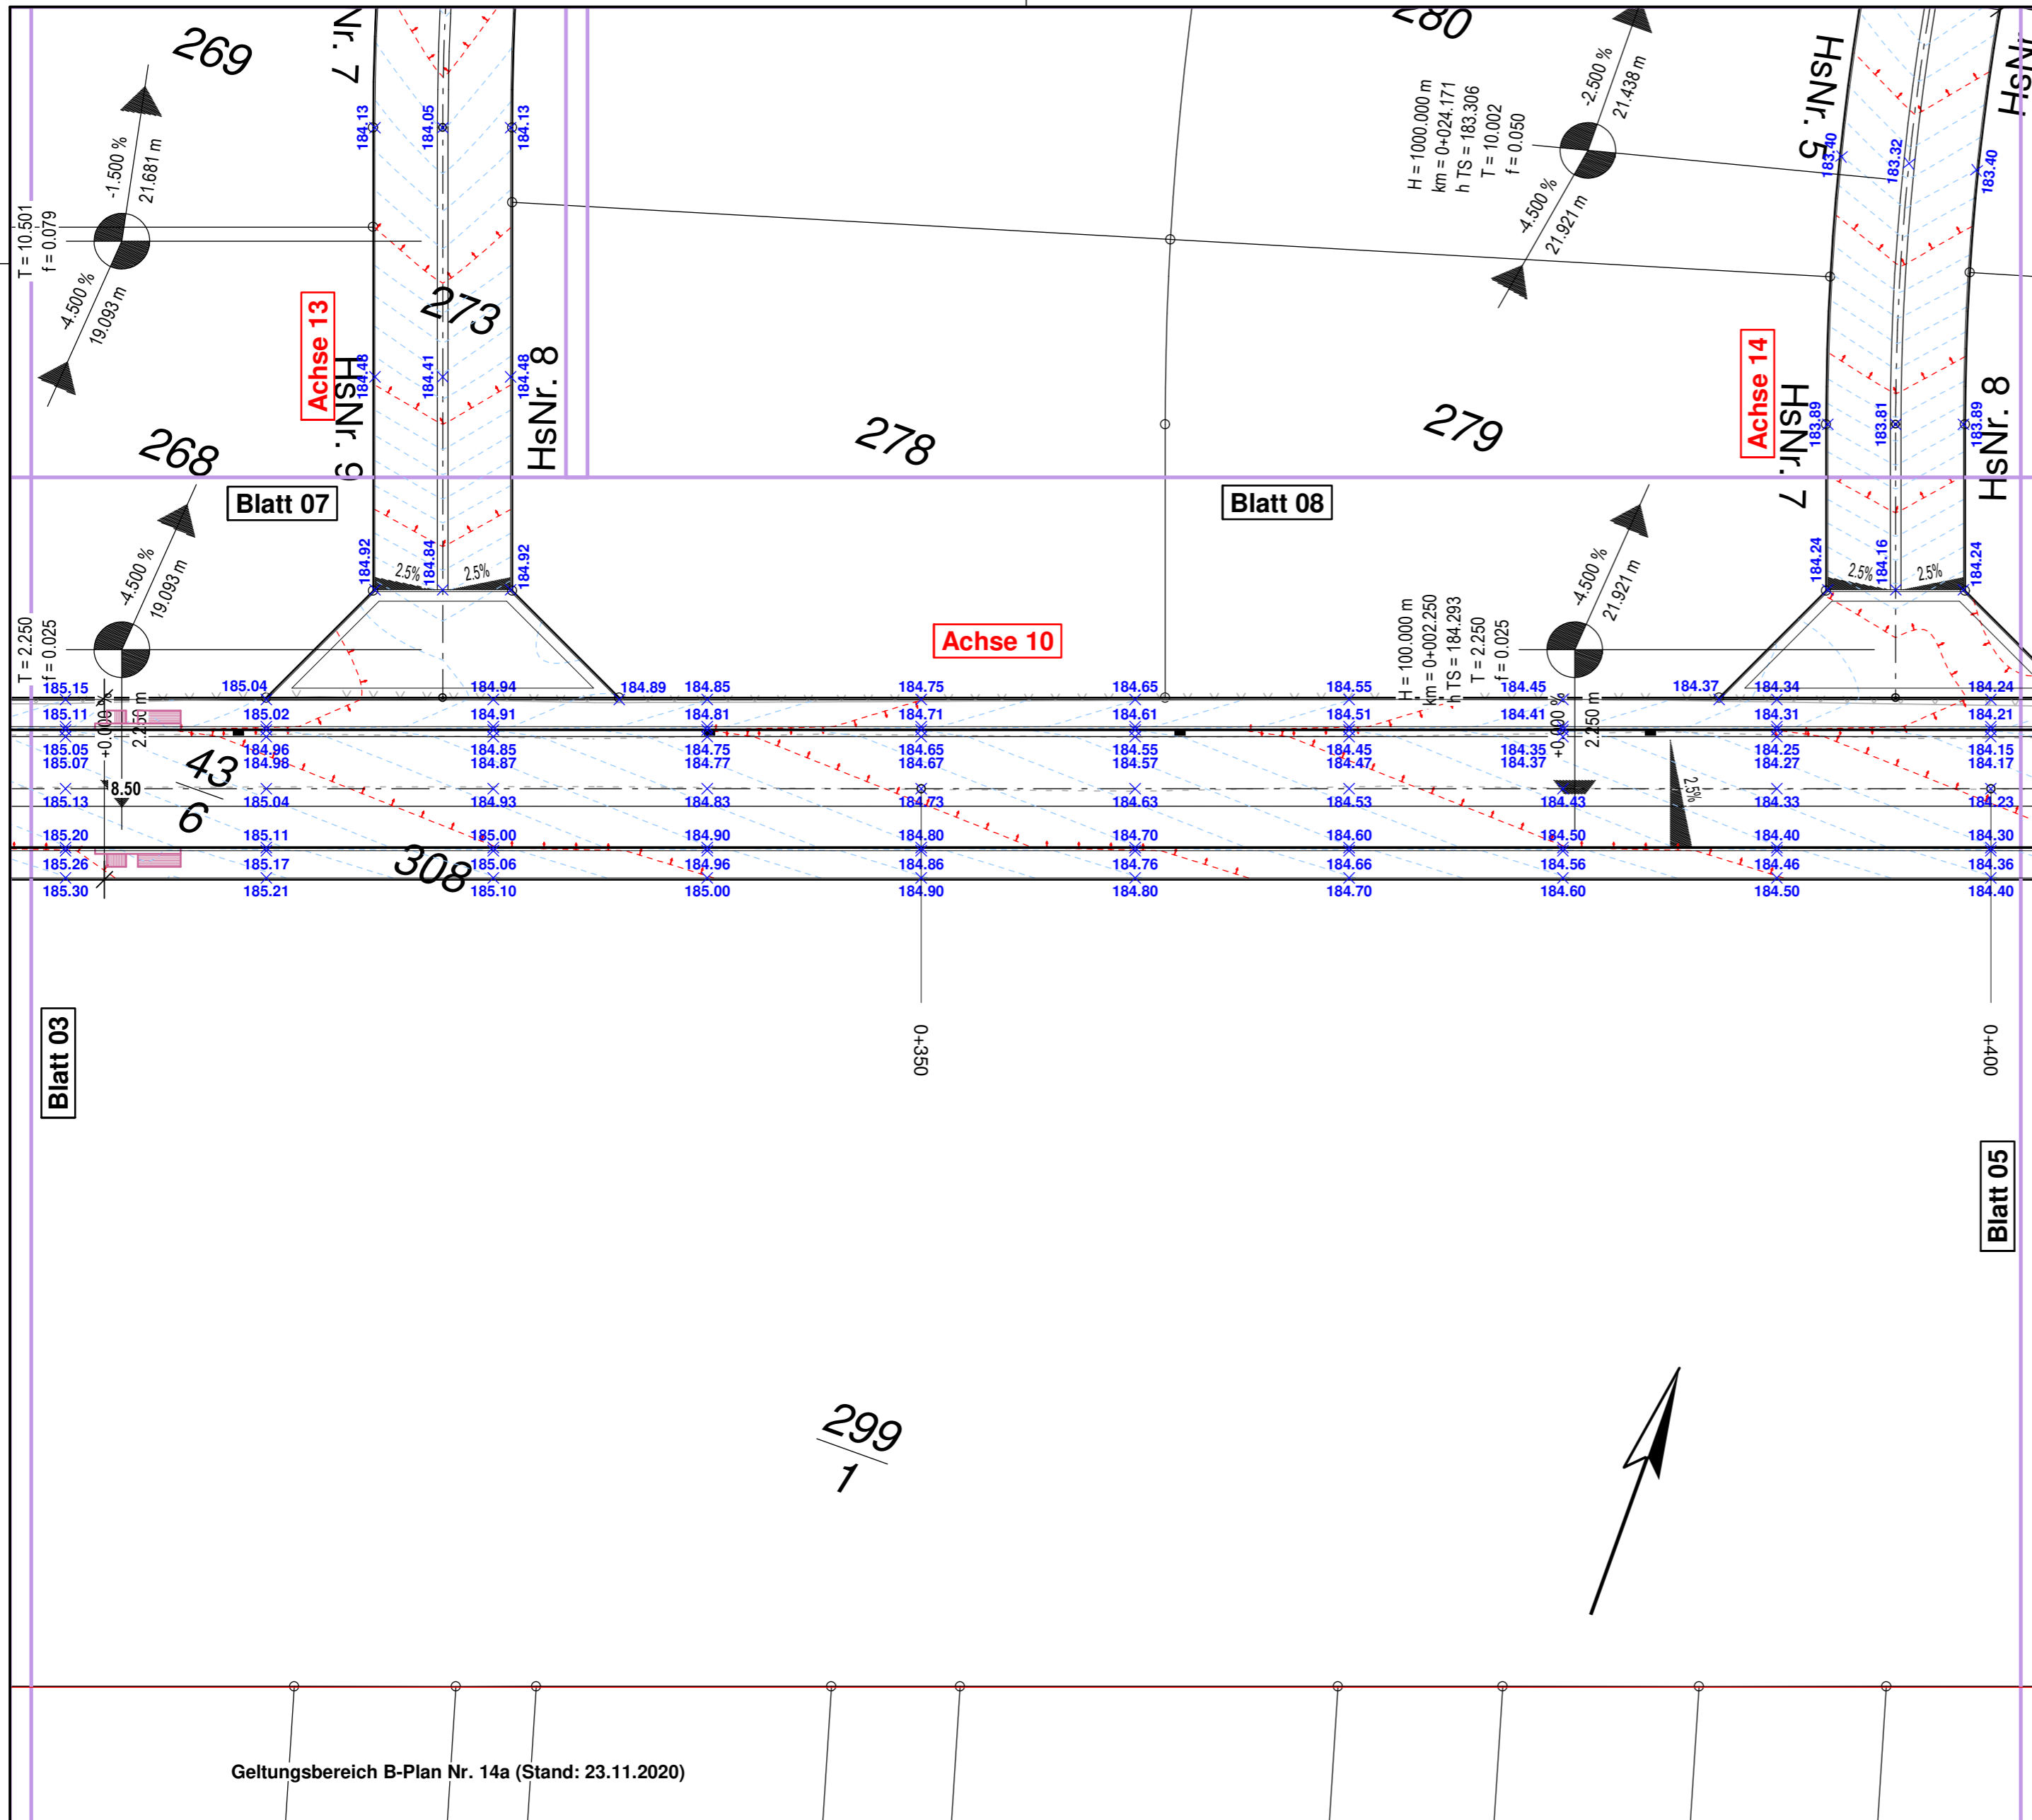 269
Nr. 7
280
-1.500 %
21.681 m
T = 10.501
f = 0.079
-4.500 %
19.093 m
184.13
184.05
184.13
H = 1000.000 m
km = 0+024.171
h TS = 183.306
T = 10.002
f = 0.050
-2.500 %
21.438 m
-4.500 %
21.921 m
HsNr. 5
183.40
183.32
183.40
Achse 13
273
HsNr. 9
184.48
184.41
184.48
HsNr. 8
268
278
279
Achse 14
HsNr. 7
183.89
183.81
183.89
HsNr. 8
Blatt 07
Blatt 08
-4.500 %
19.093 m
T = 2.250
f = 0.025
184.92
2.5%
184.84
2.5%
184.92
Achse 10
H = 100.000 m
km = 0+002.250
h TS = 184.293
T = 2.250
f = 0.025
-4.500 %
21.921 m
184.24
2.5%
184.16
2.5%
184.24
185.15 185.04 184.94 184.89 184.85 184.75 184.65 184.55 184.45 184.37 184.34 184.24
185.11 185.02 184.91 184.81 184.71 184.61 184.51 184.41 184.31 184.21
+0.000 %
2.250 m
+0.000 %
2.250 m
185.05 184.96 184.85 184.75 184.65 184.55 184.45 184.35 184.25 184.15
185.07 184.98 184.87 184.77 184.67 184.57 184.47 184.37 184.27 184.17
43
6
8.50
2.5%
185.13 185.04 184.93 184.83 184.73 184.63 184.53 184.43 184.33 184.23
185.20 185.11 185.00 184.90 184.80 184.70 184.60 184.50 184.40 184.30
185.26 185.17 308 185.06 184.96 184.86 184.76 184.66 184.56 184.46 184.36
185.30 185.21 185.10 185.00 184.90 184.80 184.70 184.60 184.50 184.40
Blatt 03
0+350
0+400
Blatt 05
299
1
Geltungsbereich B-Plan Nr. 14a (Stand: 23.11.2020)